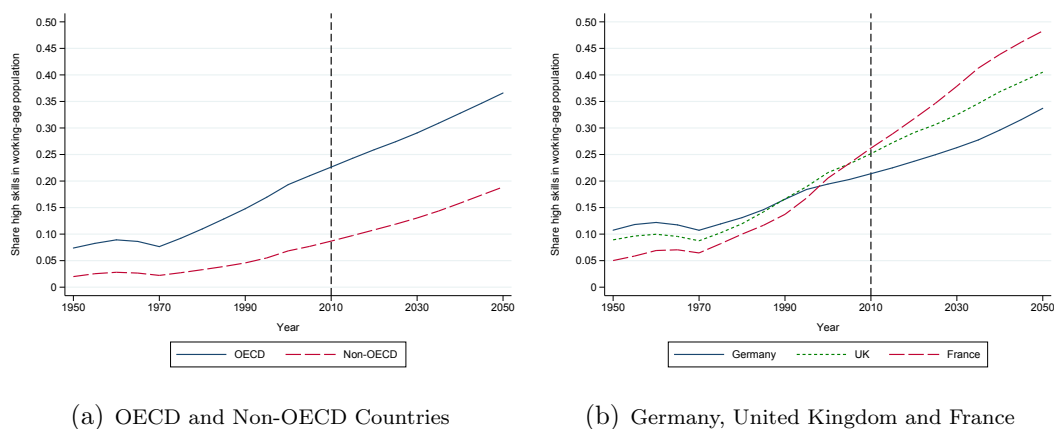 Share high skills in working-age population
0.50
0.45
0.40
0.35
0.30
0.25
0.20
0.15
0.10
0.05
0
1950 1970 1990 2010 2030 2050
Year
OECD Non-OECD
(a) OECD and Non-OECD Countries
Share high skills in working-age population
0.50
0.45
0.40
0.35
0.30
0.25
0.20
0.15
0.10
0.05
0
1950 1970 1990 2010 2030 2050
Year
Germany UK France
(b) Germany, United Kingdom and France